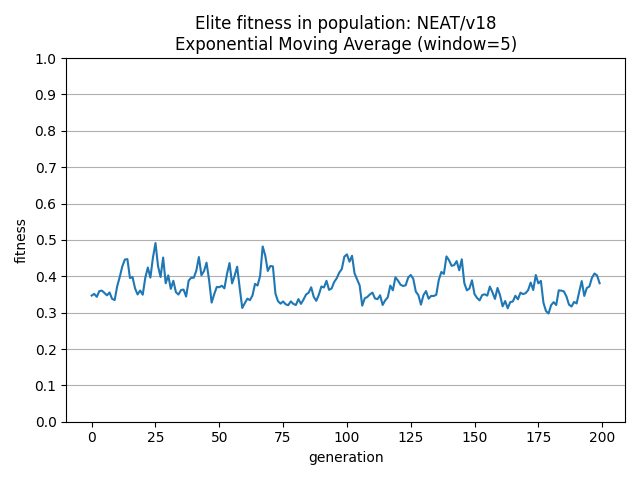 Elite fitness in population: NEAT/v18
Exponential Moving Average (window=5)
1.0
0.9
0.8
0.7
0.6
0.5
0.4
0.3
0.2
0.1
0.0
fitness
0 25 50 75 100 125 150 175 200
generation